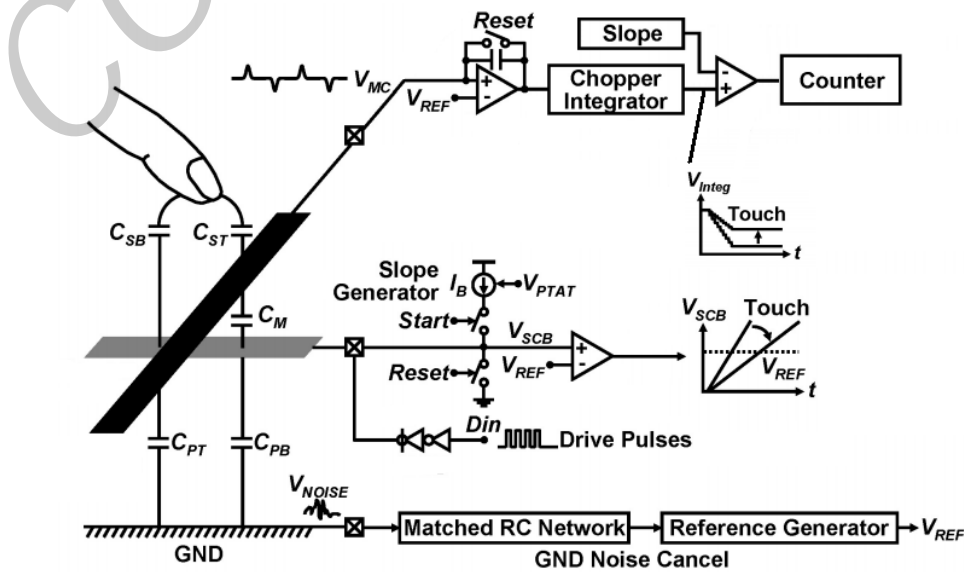 Reset
Slope
V_MC
V_REF
-
+
+
-
Chopper
Integrator
Counter
V_Integ
Touch
t
C_SB
C_ST
C_M
Slope
Generator
I_B
V_PTAT
Start
V_SCB
Reset
V_REF
+
-
V_SCB
Touch
V_REF
t
Din
Drive Pulses
C_PT
C_PB
V_NOISE
GND
Matched RC Network
Reference Generator
V_REF
GND Noise Cancel